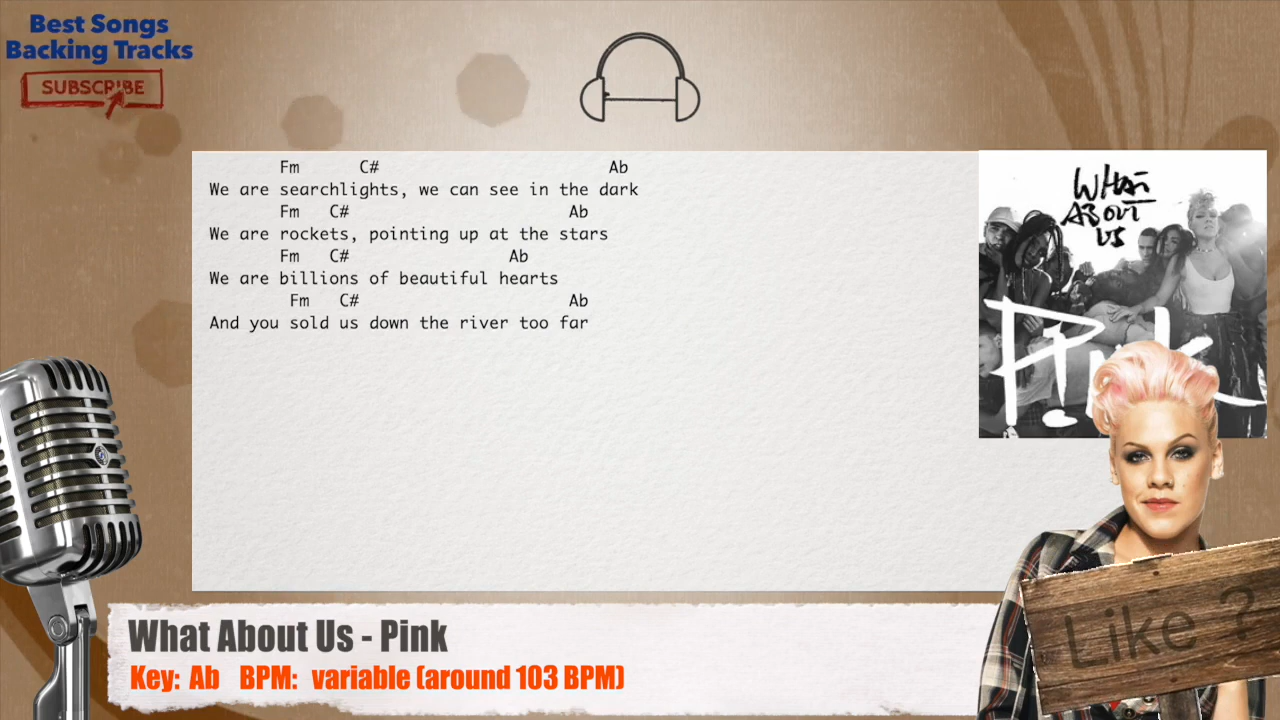 Best Songs
Backing Tracks
SUBSCRIBE
Fm C# Ab
We are searchlights, we can see in the dark
Fm C# Ab
We are rockets, pointing up at the stars
Fm C# Ab
We are billions of beautiful hearts
Fm C# Ab
And you sold us down the river too far
WHAT
ABOUT
US
P!nk
Like ?
What About Us - Pink
Key: Ab BPM: variable (around 103 BPM)